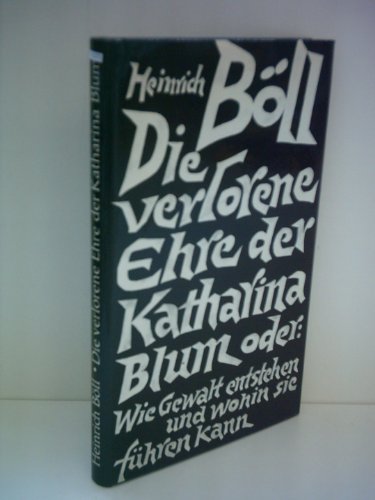 Heinrich Böll
Die
verlorene
Ehre der
Katharina
Blum oder:
Wie Gewalt entstehen
und wohin sie
führen kann
Heinrich Böll · Die verlorene Ehre der Katharina Blum